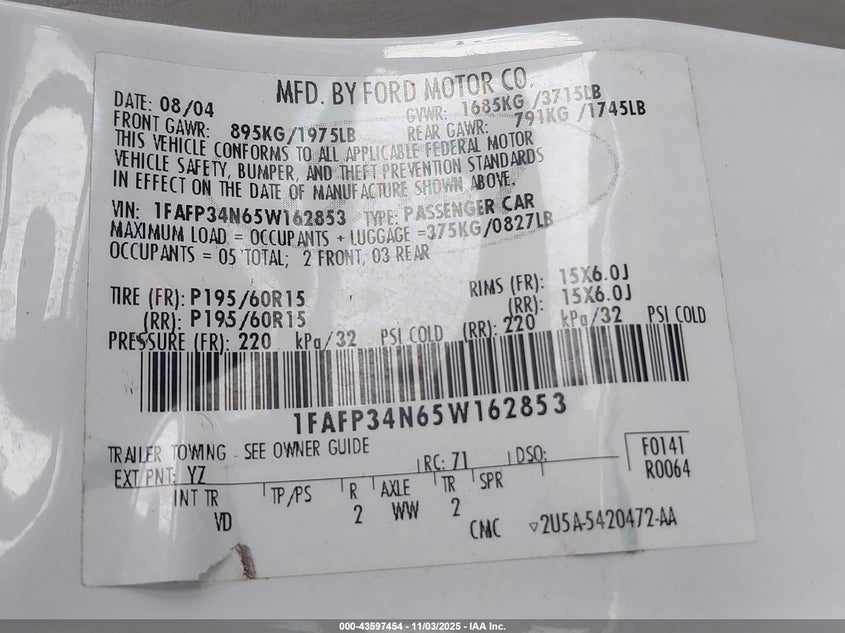 MFD. BY FORD MOTOR CO.
DATE: 08/04 GVWR: 1685KG /3715LB
FRONT GAWR: 895KG/1975LB REAR GAWR: 791KG /1745LB
THIS VEHICLE CONFORMS TO ALL APPLICABLE FEDERAL MOTOR
VEHICLE SAFETY, BUMPER, AND THEFT PREVENTION STANDARDS
IN EFFECT ON THE DATE OF MANUFACTURE SHOWN ABOVE.
VIN: 1FAFP34N65W162853 TYPE: PASSENGER CAR
MAXIMUM LOAD = OCCUPANTS + LUGGAGE =375KG/0827LB
OCCUPANTS = 05 TOTAL; 2 FRONT, 03 REAR
TIRE (FR): P195/60R15 RIMS (FR): 15X6.0J
(RR): P195/60R15 (RR): 15X6.0J
PRESSURE (FR): 220 kPa/32 PSI COLD (RR): 220 kPa/32 PSI COLD
1FAFP34N65W162853
TRAILER TOWING - SEE OWNER GUIDE
EXT PNT: YZ RC: 71 DSO: F0141
R0064
INT TR TP/PS R AXLE TR SPR
VD 2 WW 2
CMC ▽2U5A-5420472-AA
000-43597454 - 11/03/2025 - IAA Inc.